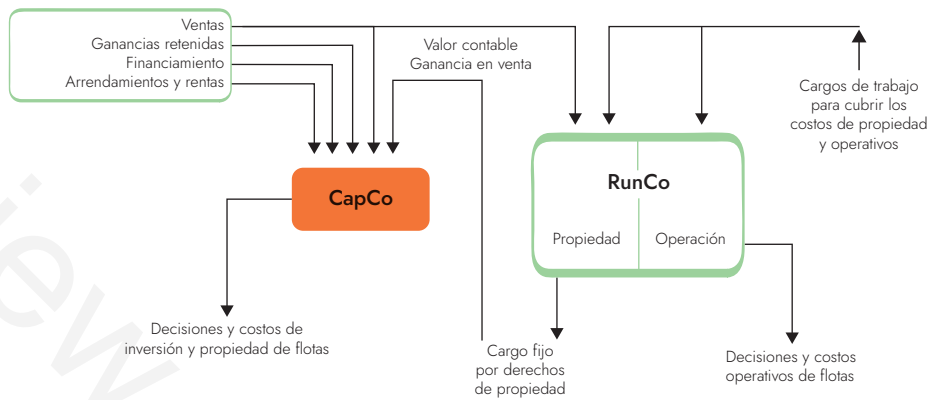 Ventas
Ganancias retenidas
Financiamiento
Arrendamientos y rentas
Valor contable
Ganancia en venta
Cargos de trabajo
para cubrir los
costos de propiedad
y operativos
CapCo
RunCo
Propiedad
Operación
Decisiones y costos de
inversión y propiedad de flotas
Cargo fijo
por derechos
de propiedad
Decisiones y costos
operativos de flotas